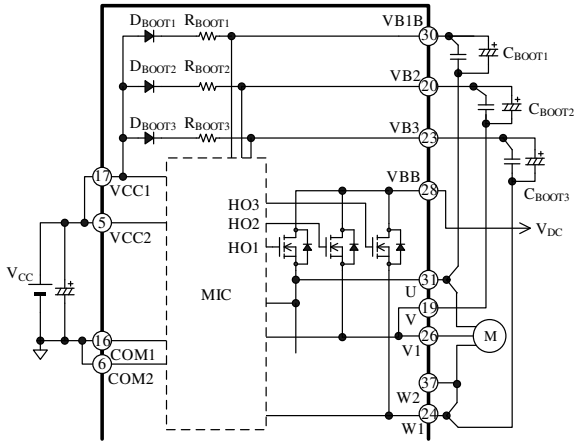 DBOOT1 RBOOT1 VB1B
30
CBOOT1
DBOOT2 RBOOT2 VB2
20
CBOOT2
DBOOT3 RBOOT3 VB3
23
CBOOT3
17
VCC1
VBB
28
VDC
HO3
HO2
HO1
5
VCC2
VCC
MIC
31
U
19
V
26
V1
M
16
COM1
6
COM2
37
W2
24
W1